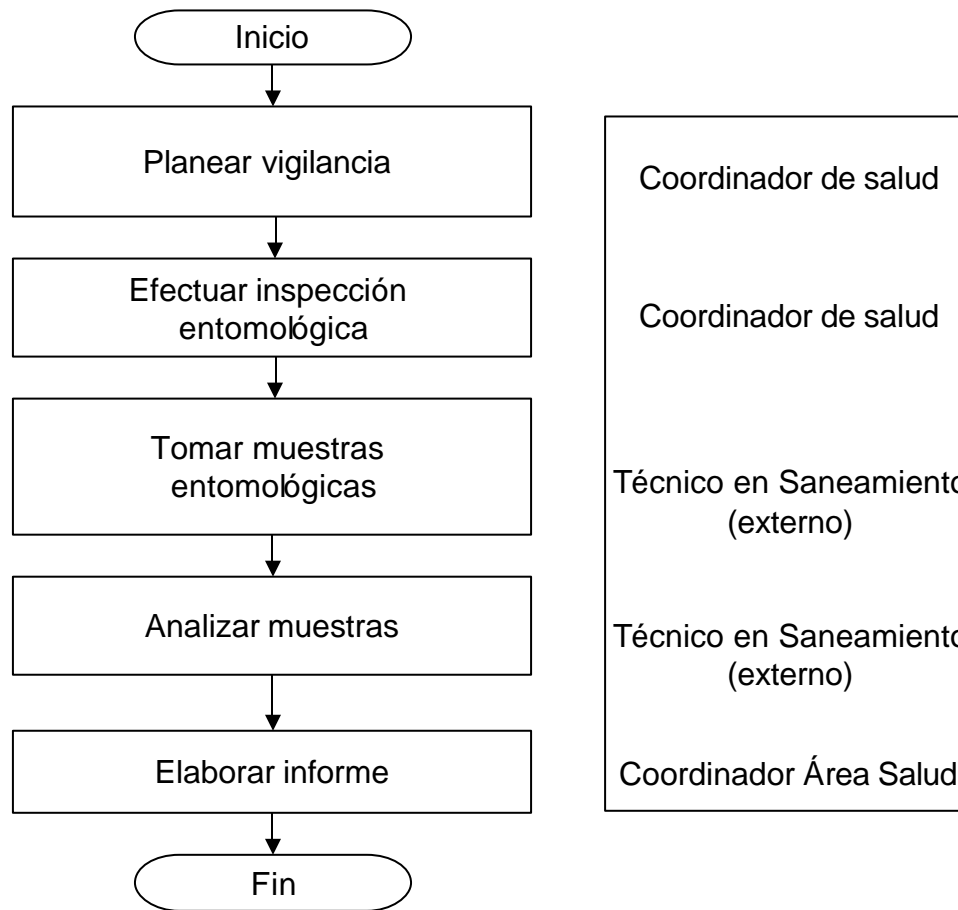 Inicio
Planear vigilancia
Coordinador de salud
Efectuar inspección
entomológica
Coordinador de salud
Tomar muestras
entomológicas
Técnico en Saneamiento
(externo)
Analizar muestras
Técnico en Saneamiento
(externo)
Elaborar informe
Coordinador Área Salud
Fin